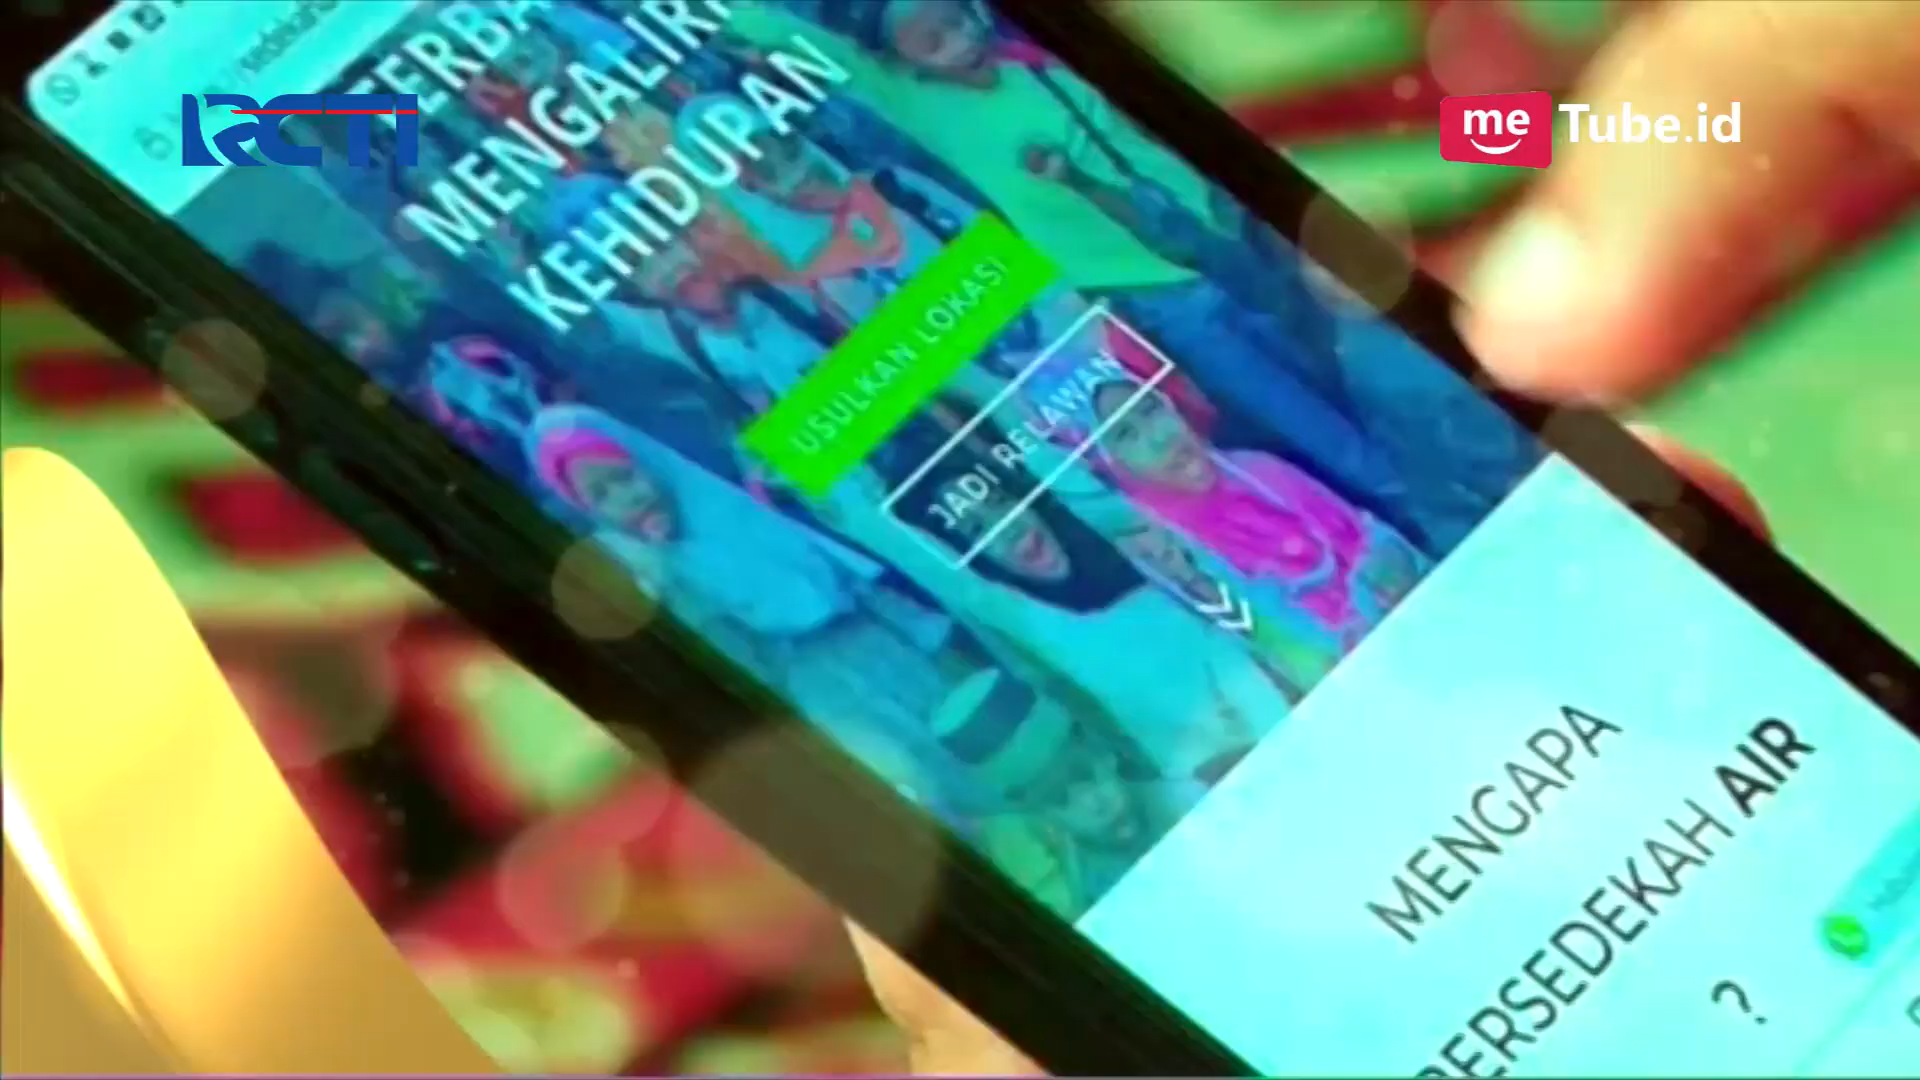 RCTI
me Tube.id
MENGALIR
KEHIDUPAN
USULKAN LOKASI
JADI RELAWAN
MENGAPA
BERSEDEKAH AIR
?